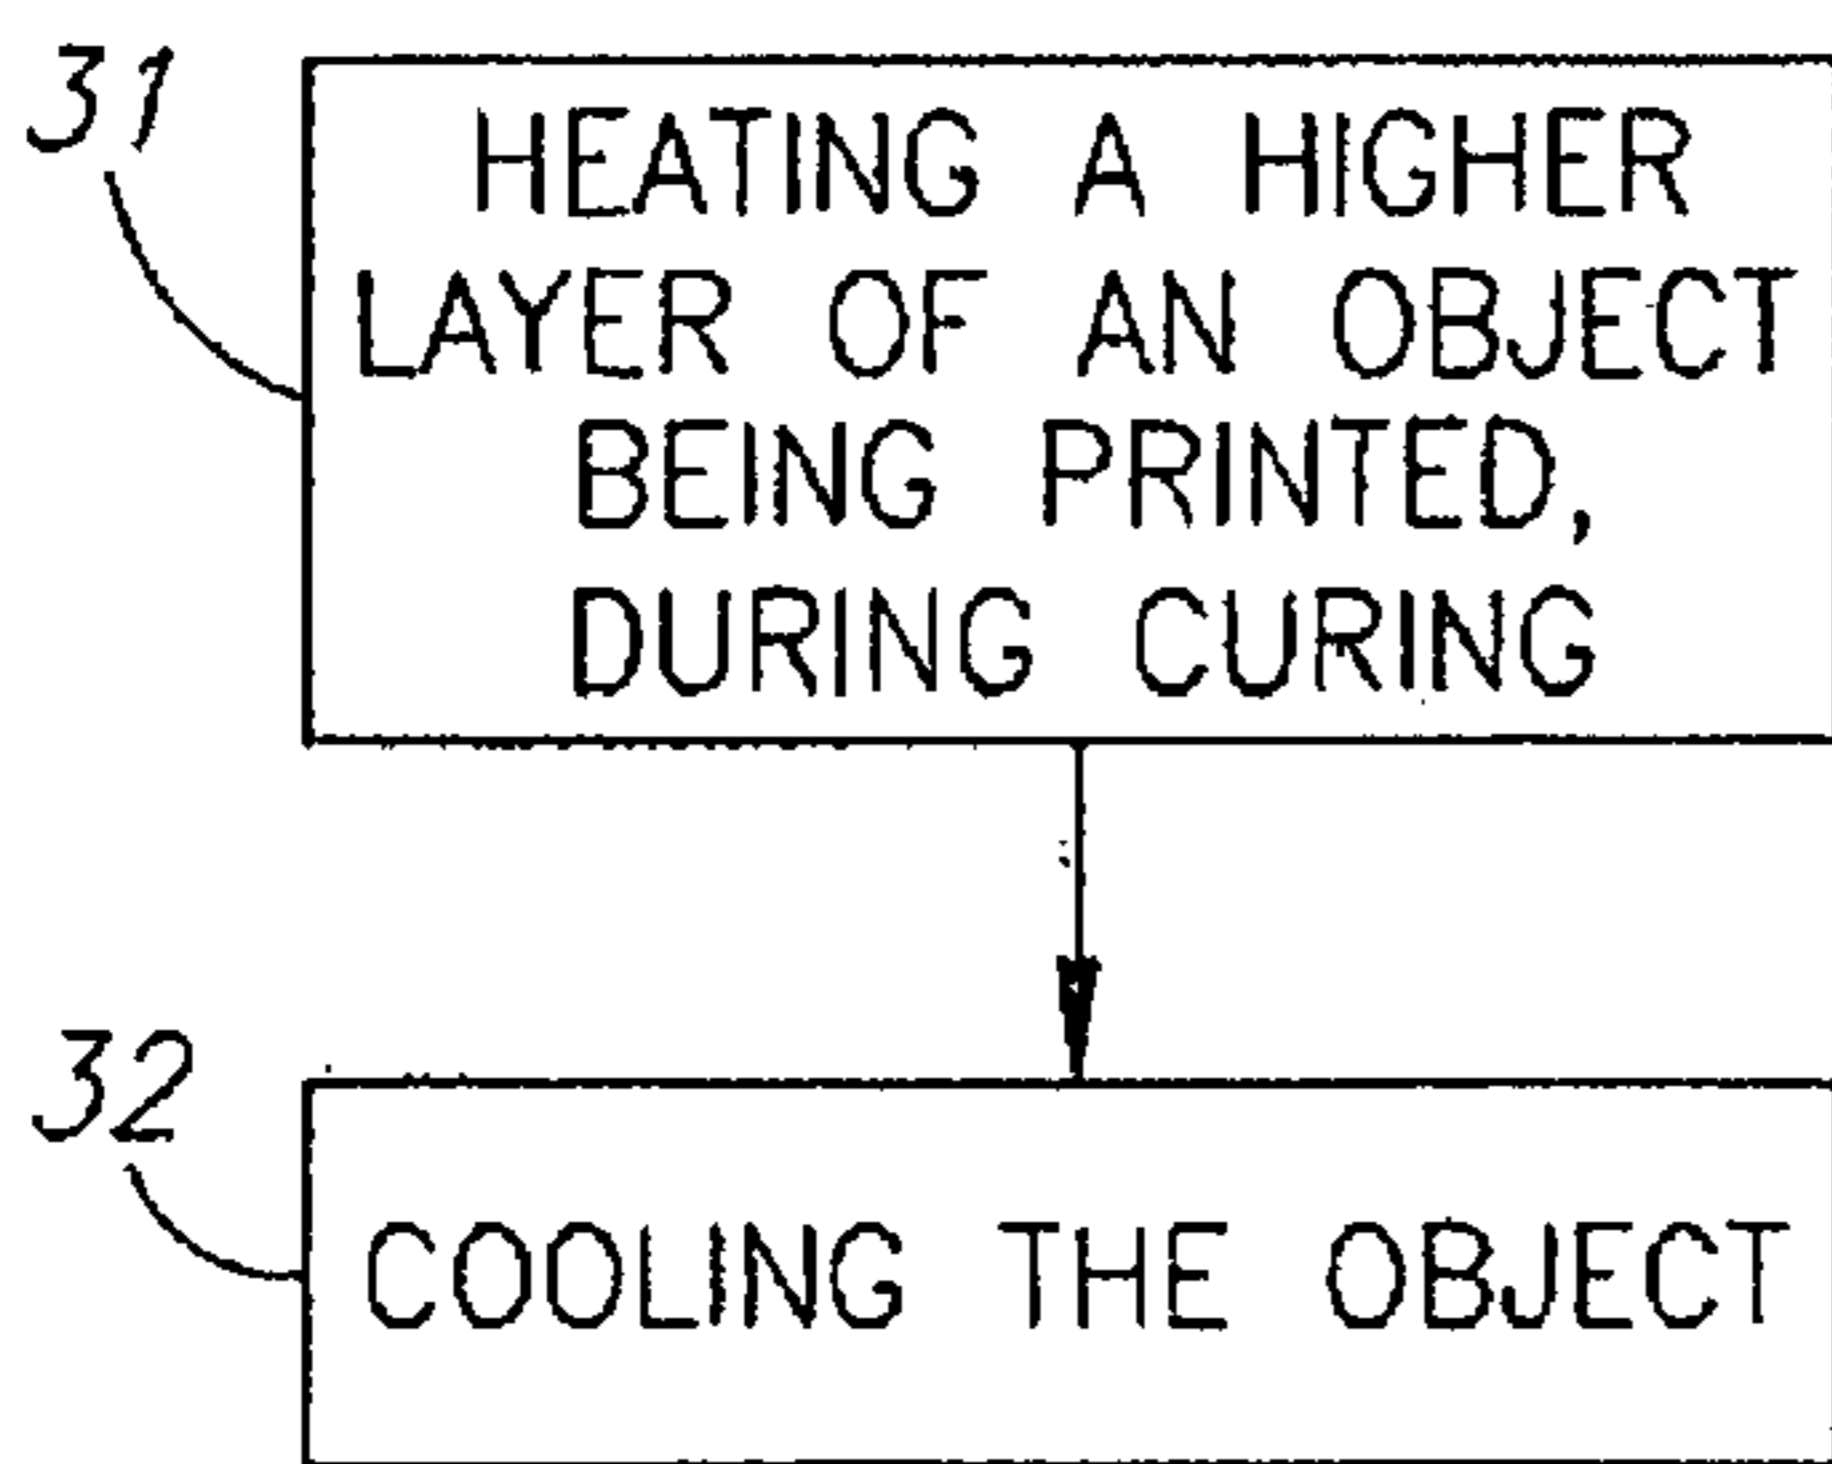 31
HEATING A HIGHER
LAYER OF AN OBJECT
BEING PRINTED,
DURING CURING
32
COOLING THE OBJECT